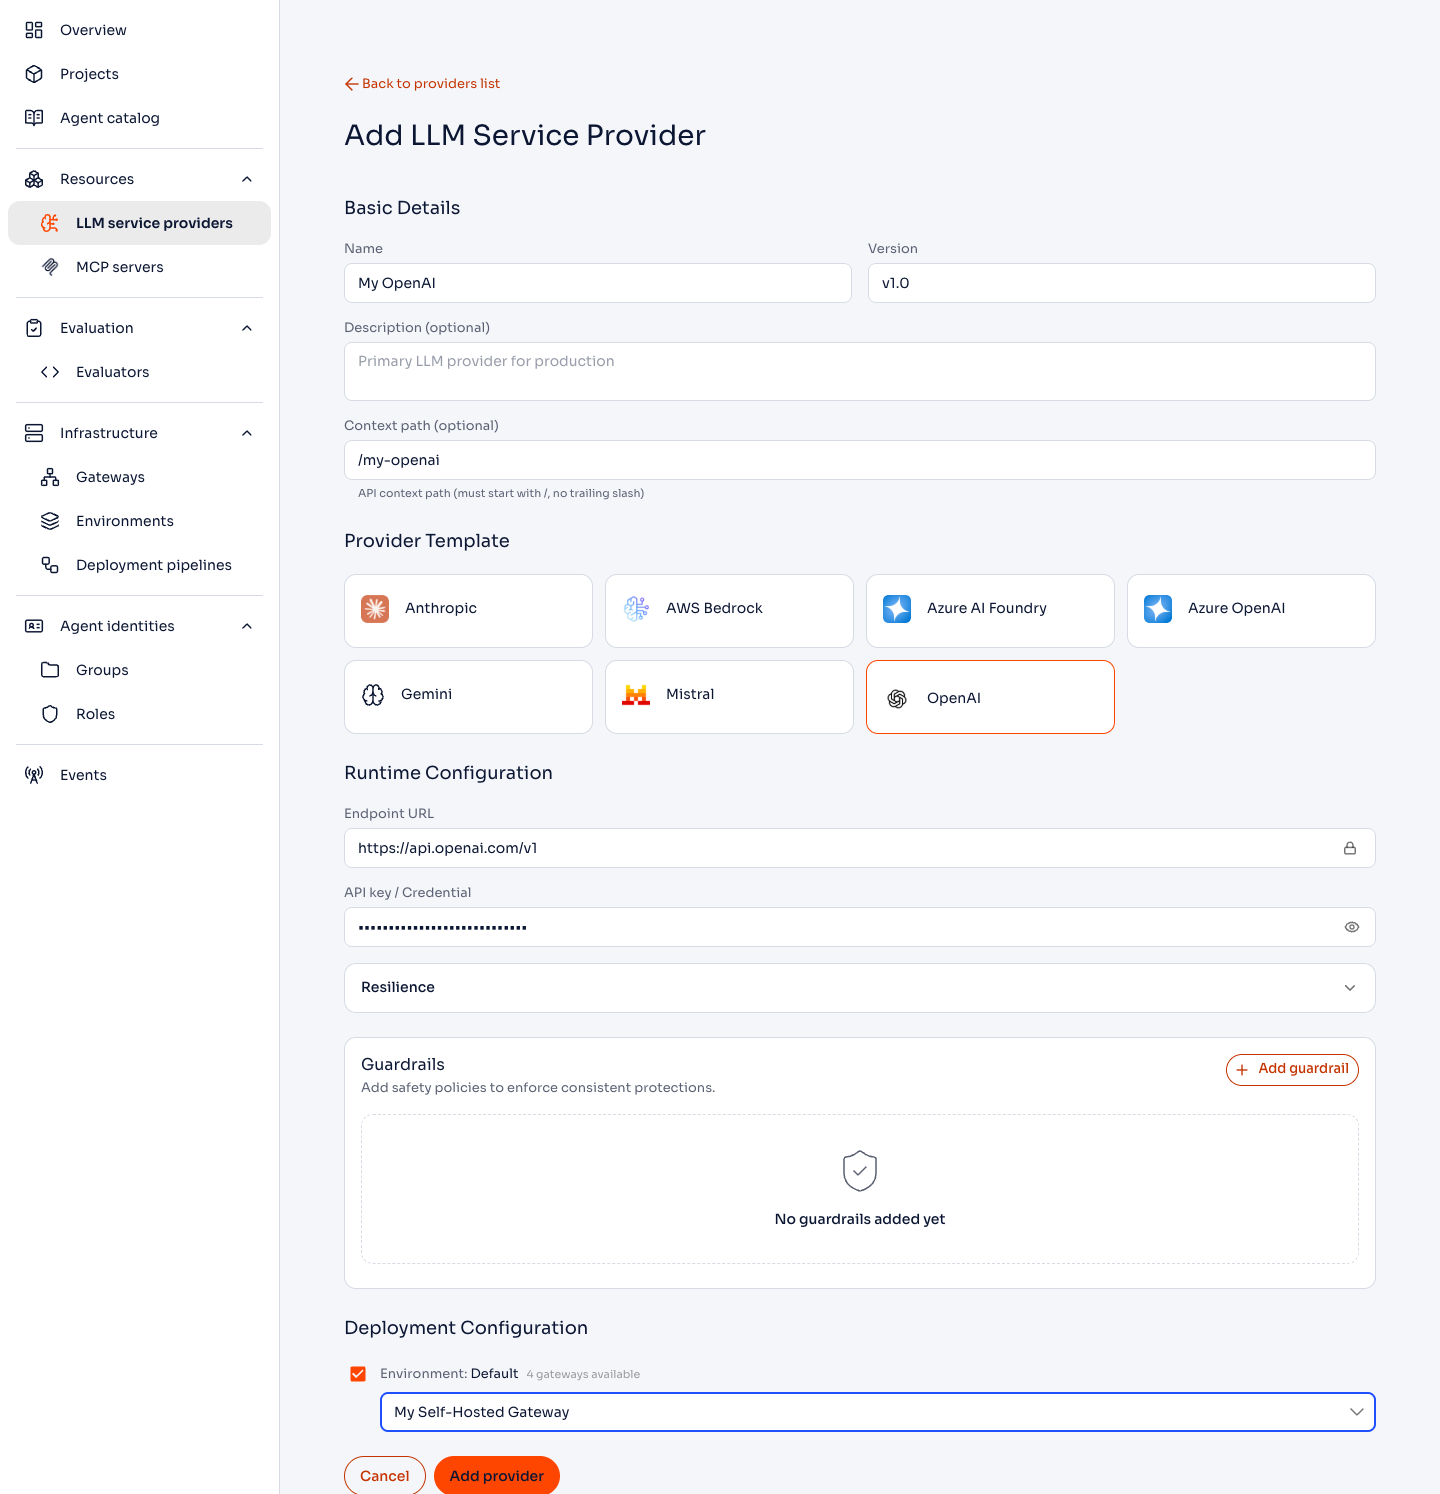 Overview
Projects
Agent catalog
Resources
LLM service providers
MCP servers
Evaluation
Evaluators
Infrastructure
Gateways
Environments
Deployment pipelines
Agent identities
Groups
Roles
Events
Back to providers list
Add LLM Service Provider
Basic Details
Name
Version
My OpenAI
v1.0
Description (optional)
Primary LLM provider for production
Context path (optional)
/my-openai
API context path (must start with /, no trailing slash)
Provider Template
Anthropic
AWS Bedrock
Azure AI Foundry
Azure OpenAI
Gemini
Mistral
OpenAI
Runtime Configuration
Endpoint URL
https://api.openai.com/v1
API key / Credential
Resilience
Guardrails
Add safety policies to enforce consistent protections.
Add guardrail
No guardrails added yet
Deployment Configuration
Environment: Default 4 gateways available
My Self-Hosted Gateway
Cancel
Add provider